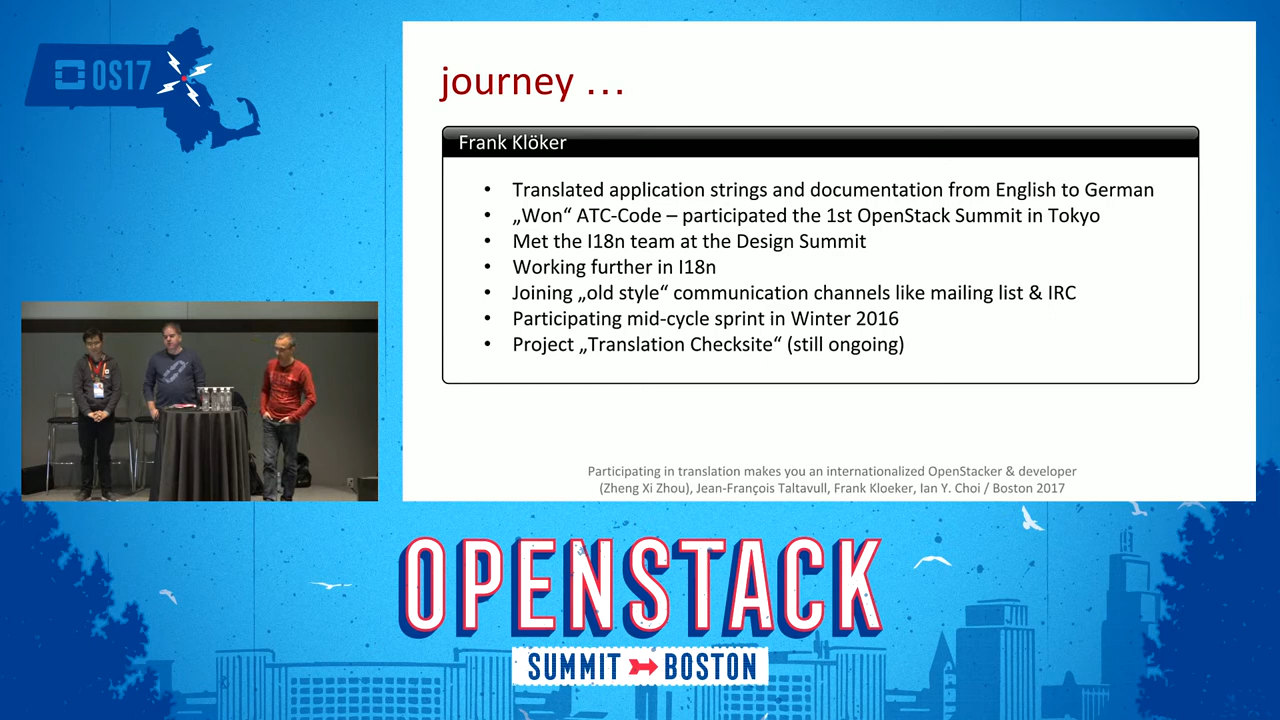 OS17
journey …
Frank Klöker
• Translated application strings and documentation from English to German
• „Won“ ATC-Code – participated the 1st OpenStack Summit in Tokyo
• Met the I18n team at the Design Summit
• Working further in I18n
• Joining „old style“ communication channels like mailing list & IRC
• Participating mid-cycle sprint in Winter 2016
• Project „Translation Checksite“ (still ongoing)
Participating in translation makes you an internationalized OpenStacker & developer
(Zheng Xi Zhou), Jean-François Taltavull, Frank Kloeker, Ian Y. Choi / Boston 2017
OPENSTACK
SUMMIT BOSTON